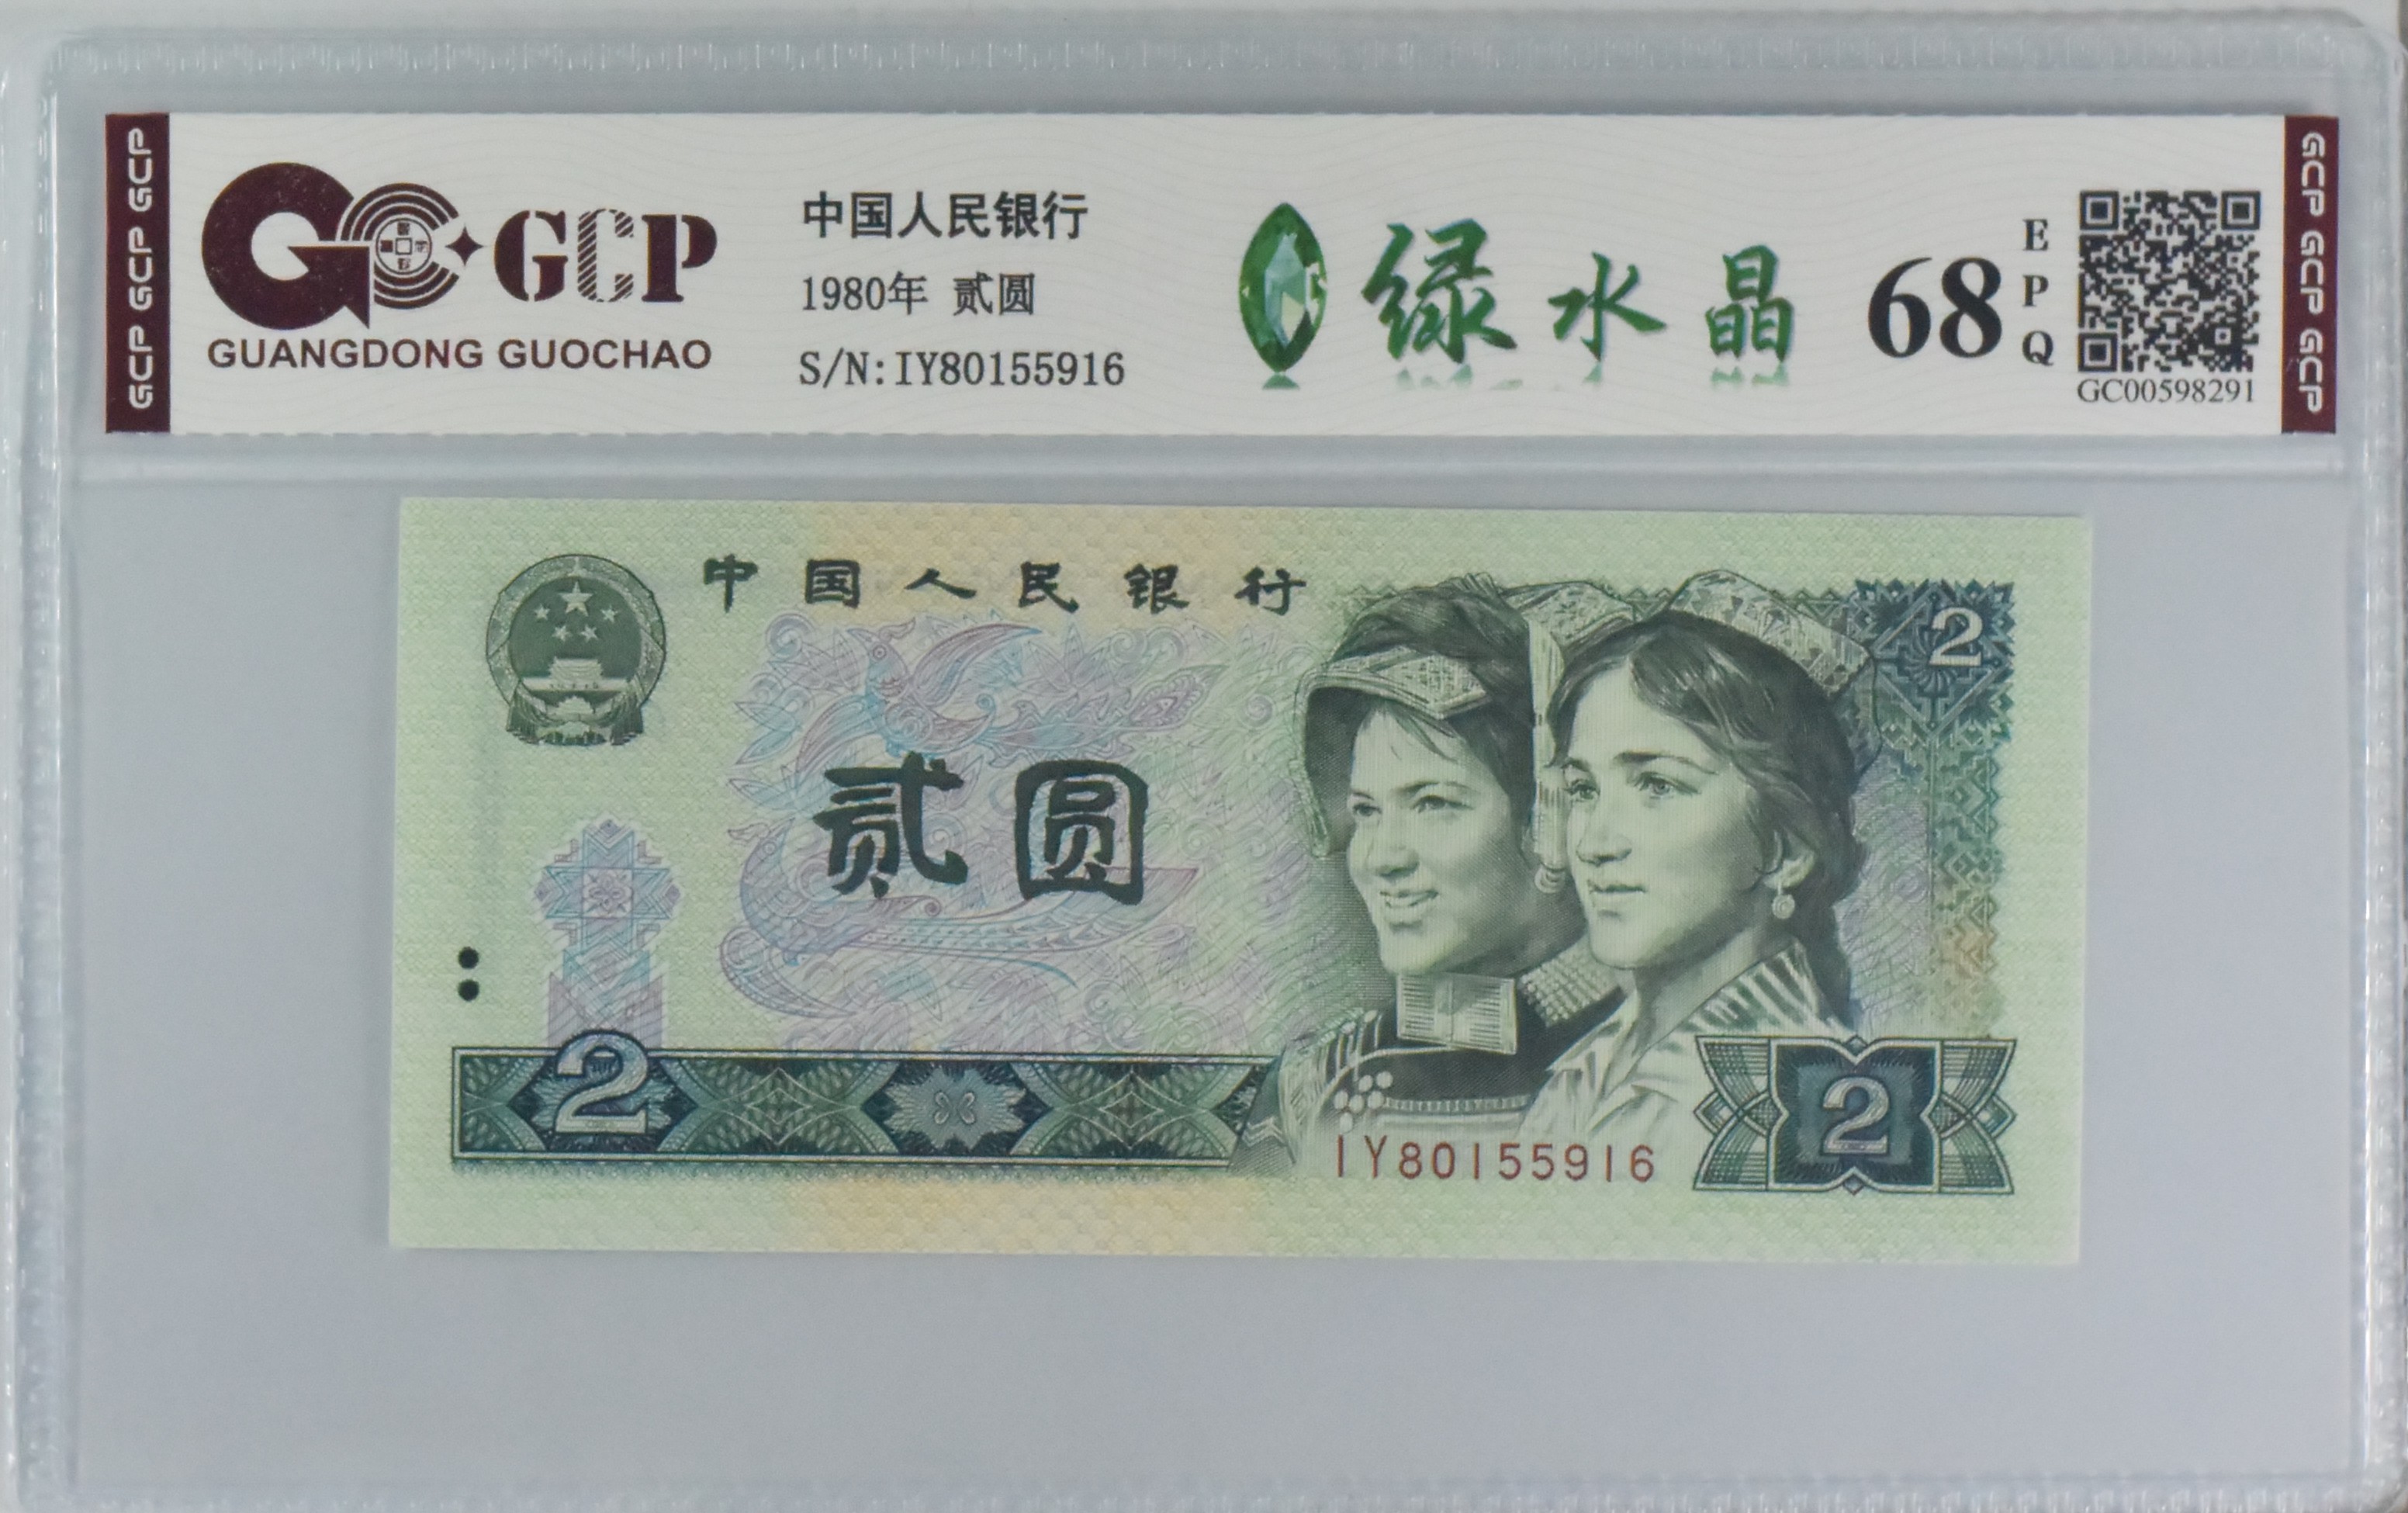 GCP GCP GCP
GCP
GUANGDONG GUOCHAO
中国人民银行
1980年 贰圆
S/N:IY80155916
绿水晶
68
EPQ
GC00598291
GCP GCP GCP
中国人民银行
2
贰圆
2
IY80155916
2